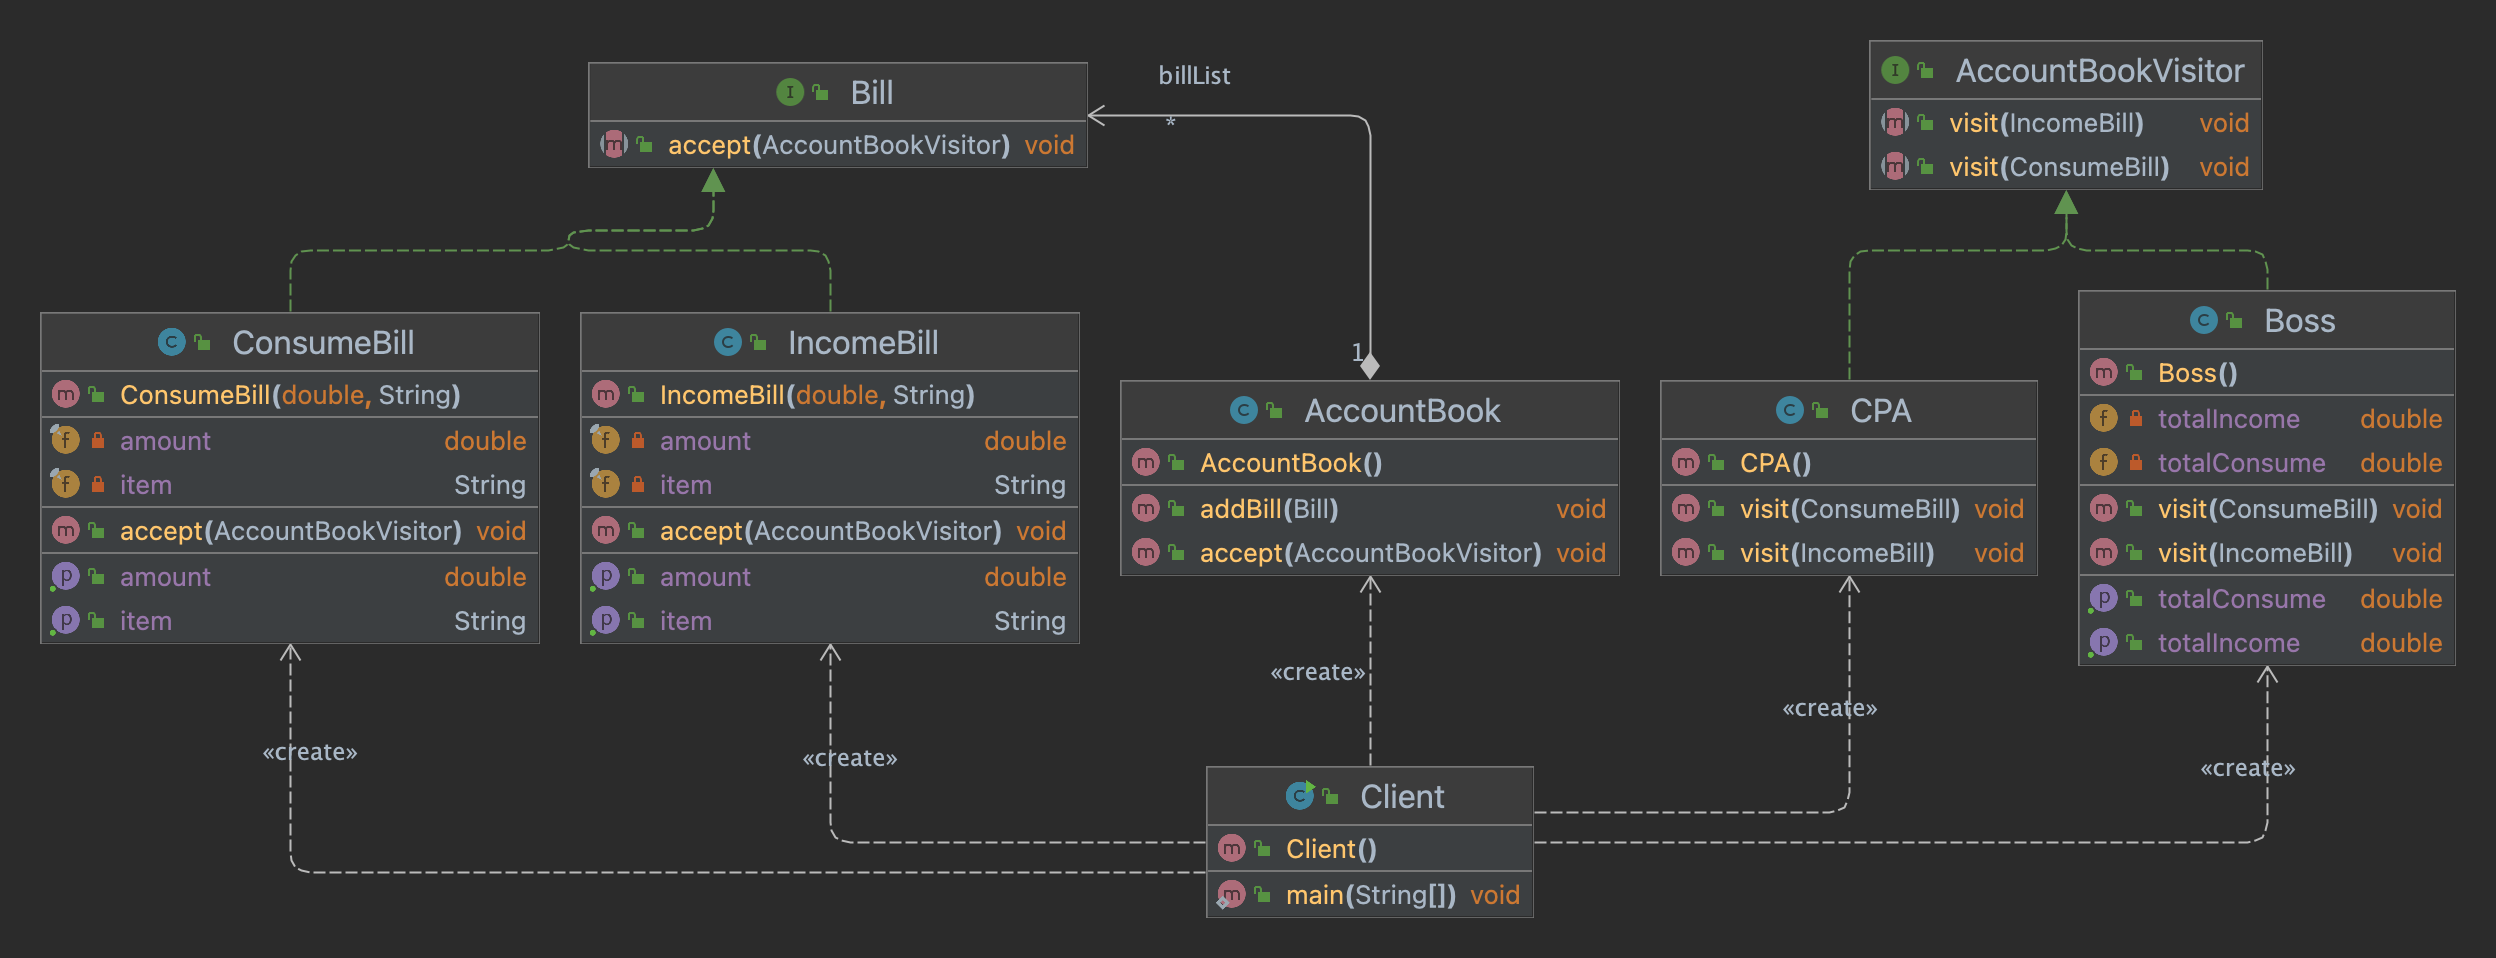 Bill
accept(AccountBookVisitor) void
billList
*
1
AccountBookVisitor
visit(IncomeBill) void
visit(ConsumeBill) void
ConsumeBill
ConsumeBill(double, String)
amount double
item String
accept(AccountBookVisitor) void
amount double
item String
IncomeBill
IncomeBill(double, String)
amount double
item String
accept(AccountBookVisitor) void
amount double
item String
AccountBook
AccountBook()
addBill(Bill) void
accept(AccountBookVisitor) void
CPA
CPA()
visit(ConsumeBill) void
visit(IncomeBill) void
Boss
Boss()
totalIncome double
totalConsume double
visit(ConsumeBill) void
visit(IncomeBill) void
totalConsume double
totalIncome double
«create»
«create»
«create»
«create»
«create»
Client
Client()
main(String[]) void